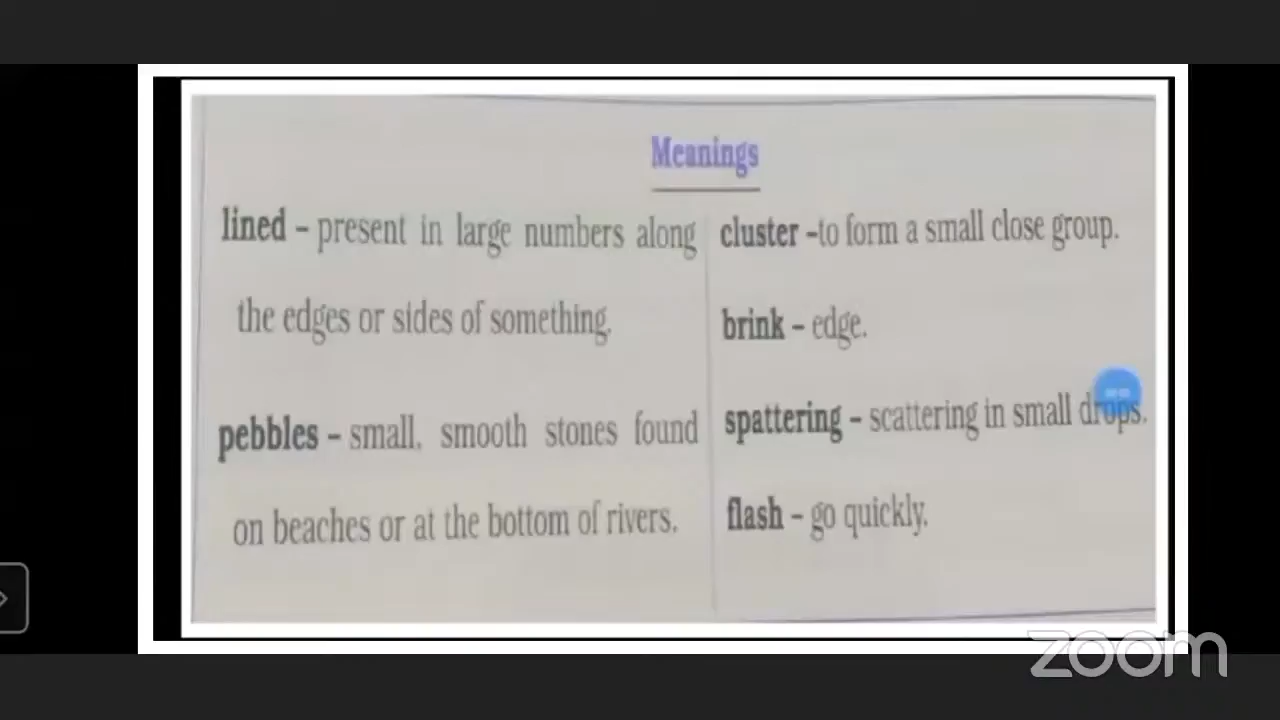 Meanings
lined – present in large numbers along
the edges or sides of something.
pebbles – small, smooth stones found
on beaches or at the bottom of rivers.
cluster –to form a small close group.
brink – edge.
spattering – scattering in small drops.
flash – go quickly.
zoom